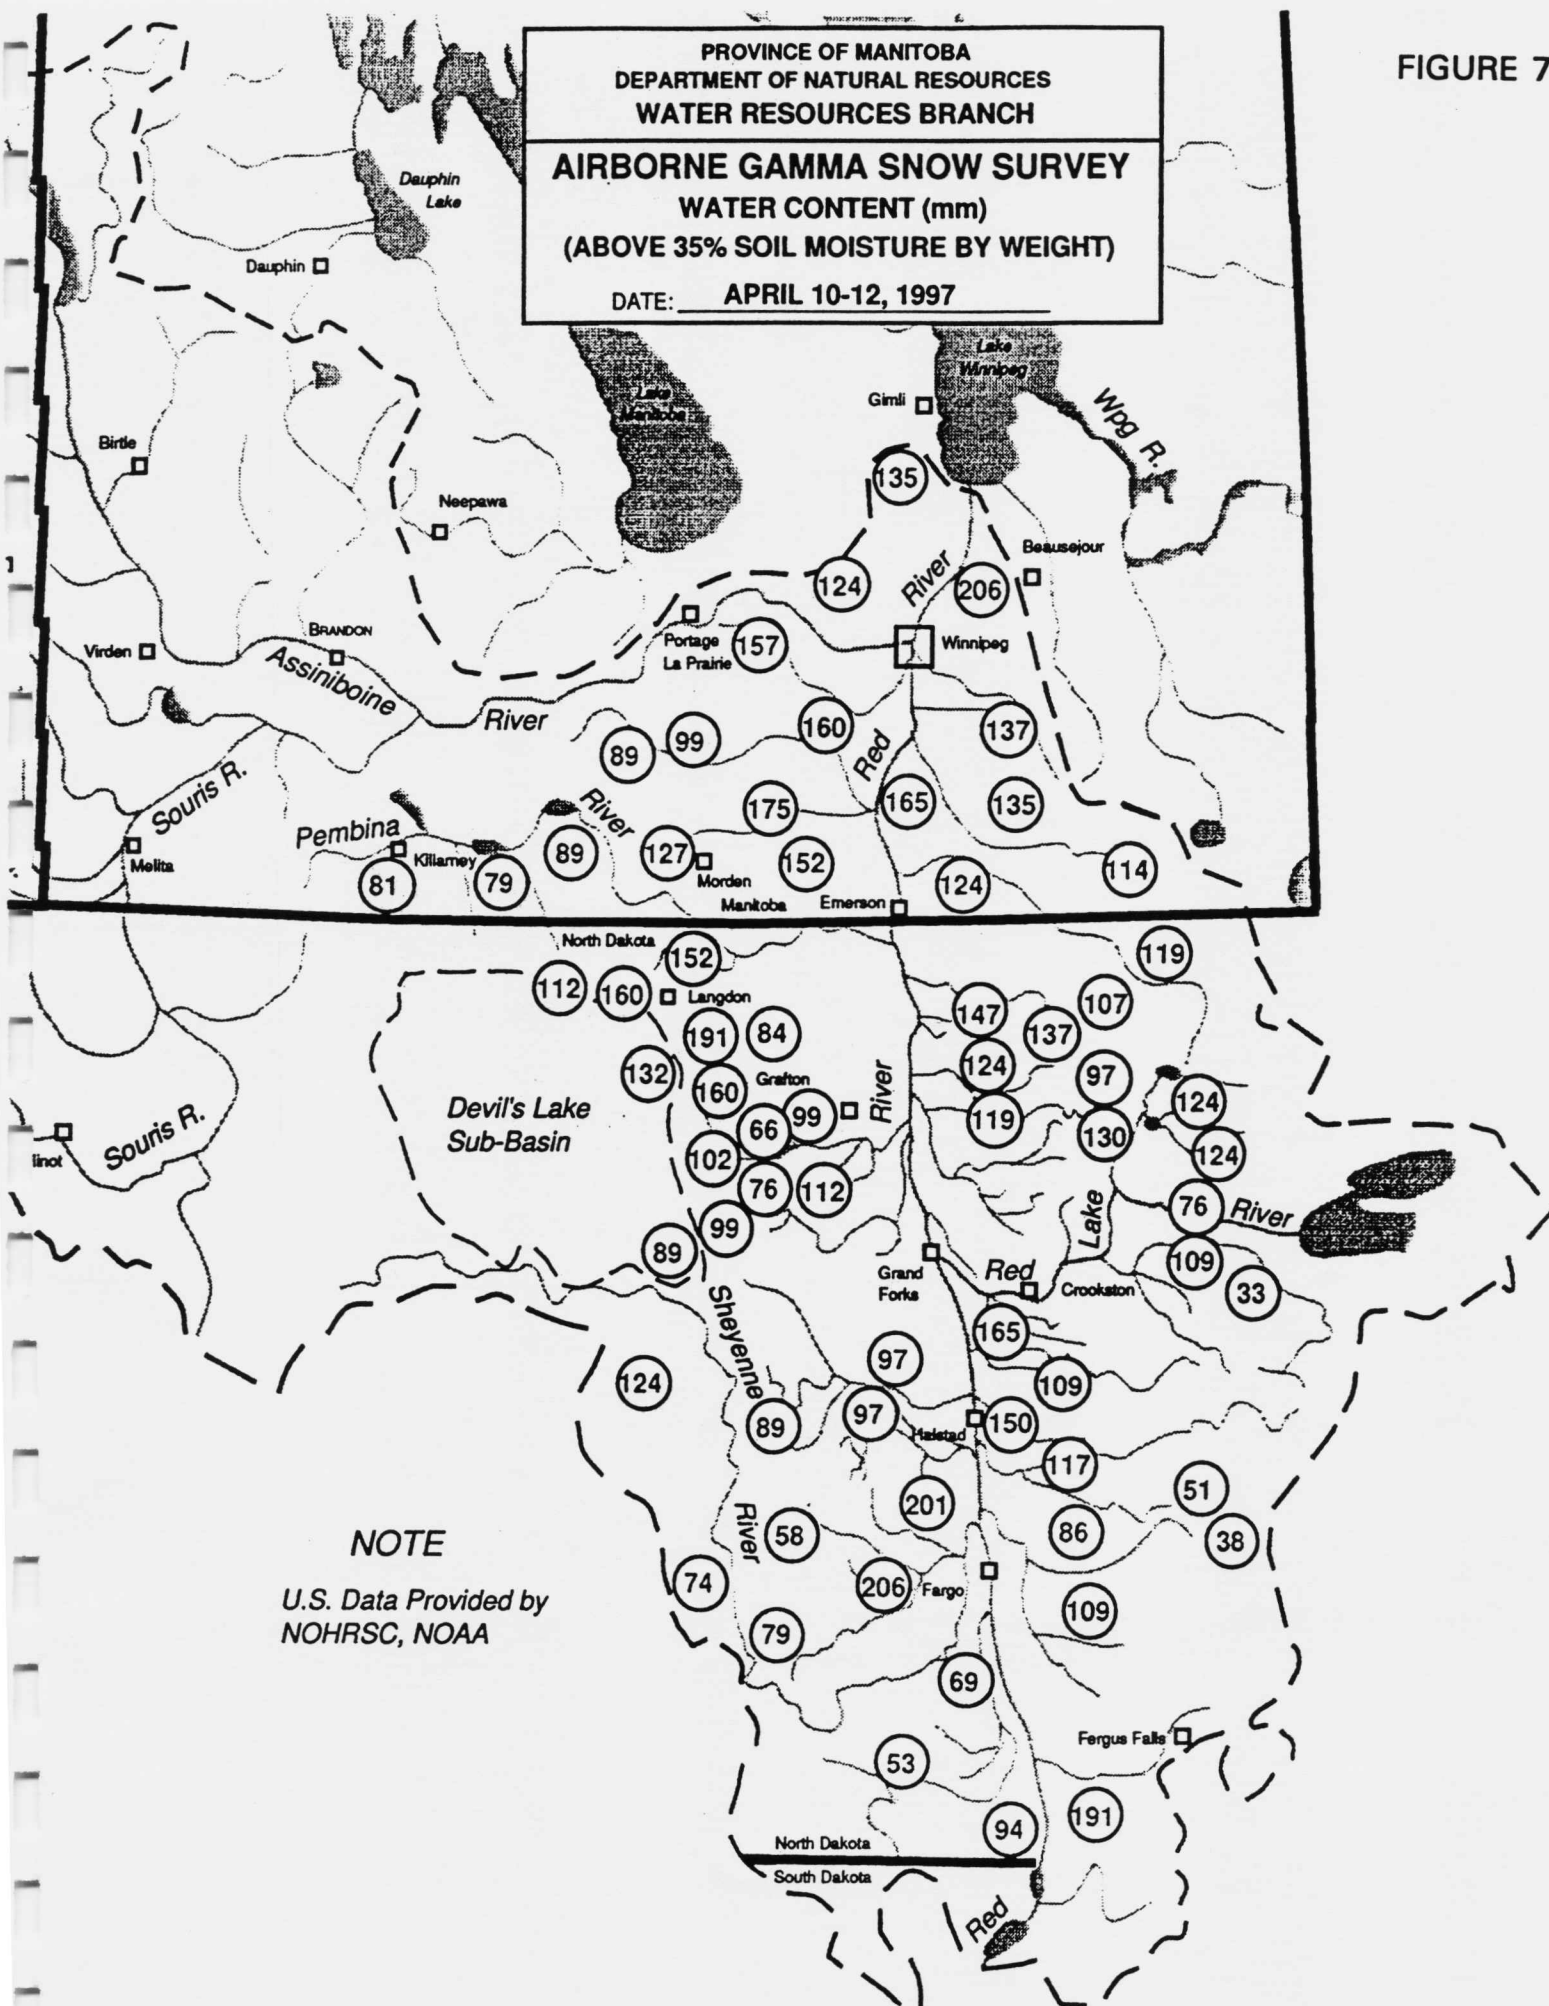 FIGURE 7
PROVINCE OF MANITOBA
DEPARTMENT OF NATURAL RESOURCES
WATER RESOURCES BRANCH
AIRBORNE GAMMA SNOW SURVEY
WATER CONTENT (mm)
(ABOVE 35% SOIL MOISTURE BY WEIGHT)
DATE: APRIL 10-12, 1997
Dauphin
Lake
Dauphin
Lake
Winnipeg
Lake
Manitoba
Gimli
Wpg R.
Birtle
135
Neepawa
Beausejour
124
River
206
BRANDON
Portage
La Prairie
157
Winnipeg
Virden
Assiniboine
River
160
137
89
99
Red
Souris R.
165
135
175
River
Pembina
Melita
Killarney
89
127
Morden
152
114
81
79
124
Manitoba
Emerson
North Dakota
152
119
112
160
Langdon
107
147
191
84
137
132
124
97
160
Grafton
River
124
Devil's Lake
Sub-Basin
99
66
119
130
Souris R.
inot
102
124
76
112
Lake
76
River
99
89
Grand
Forks
Red
Crookston
109
33
Sheyenne
165
97
124
109
89
97
Halstad
150
117
51
201
River
58
86
38
NOTE
U.S. Data Provided by
NOHRSC, NOAA
74
206
Fargo
109
79
69
Fergus Falls
53
191
94
North Dakota
South Dakota
Red